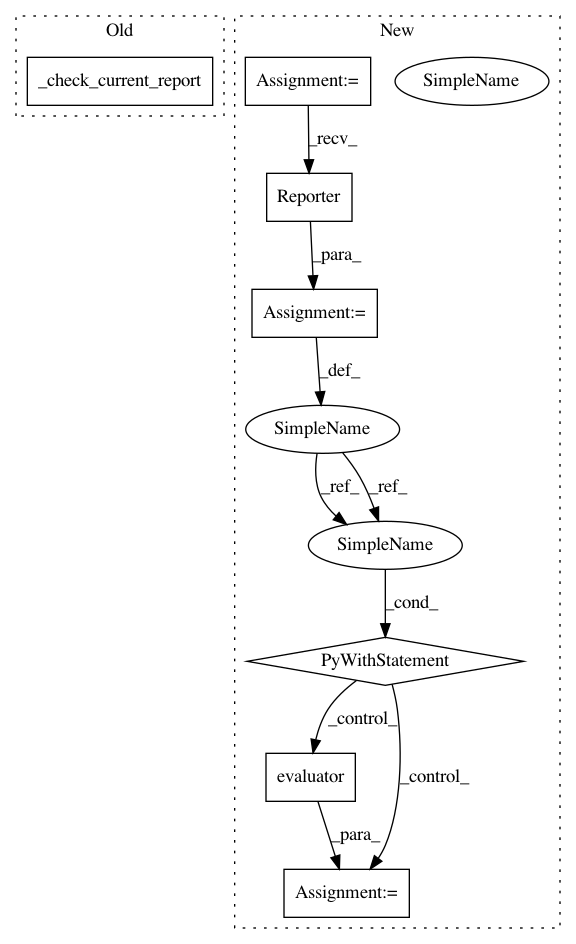 Old
New
_check_current_report
Assignment:=
SimpleName
_recv_
Reporter
_para_
Assignment:=
_def_
SimpleName
_ref_
_ref_
SimpleName
_cond_
PyWithStatement
_control_
evaluator
_control_
_para_
Assignment:=